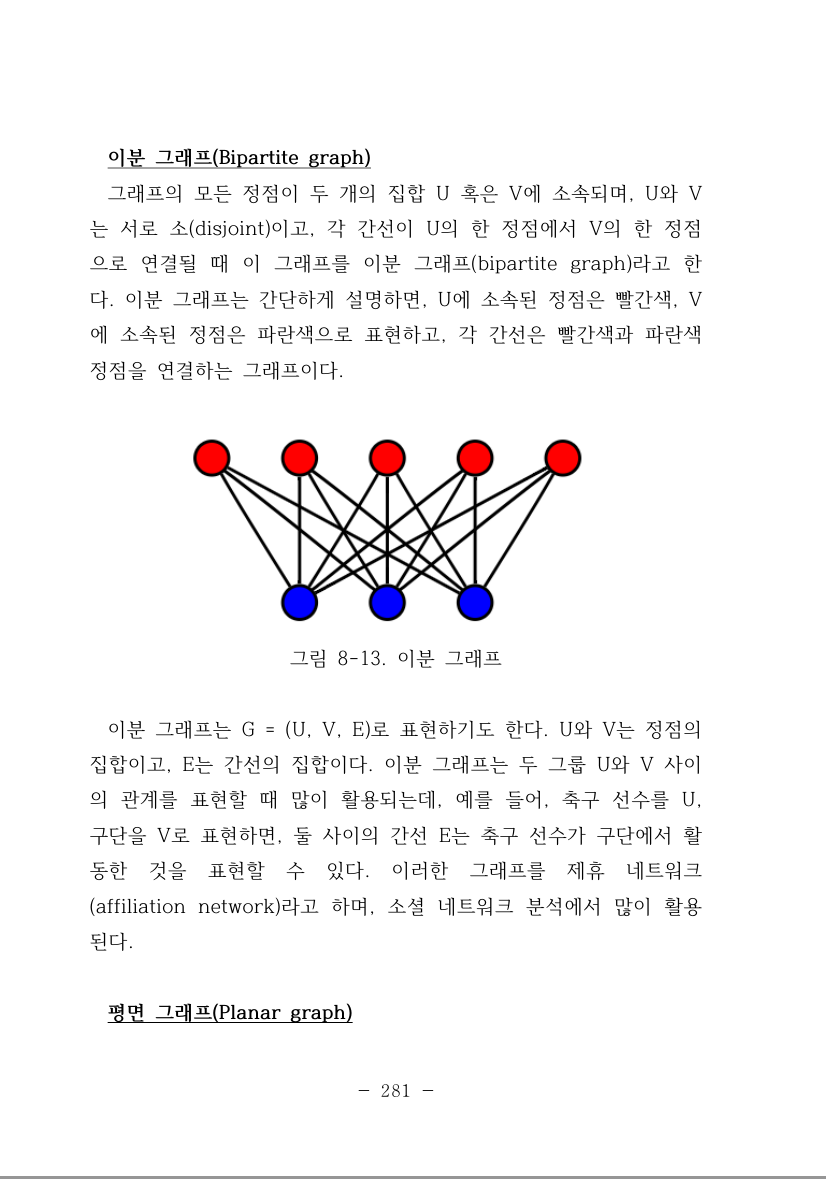 이분 그래프(Bipartite graph)
그래프의 모든 정점이 두 개의 집합 U 혹은 V에 소속되며, U와 V
는 서로 소(disjoint)이고, 각 간선이 U의 한 정점에서 V의 한 정점
으로 연결될 때 이 그래프를 이분 그래프(bipartite graph)라고 한
다. 이분 그래프는 간단하게 설명하면, U에 소속된 정점은 빨간색, V
에 소속된 정점은 파란색으로 표현하고, 각 간선은 빨간색과 파란색
정점을 연결하는 그래프이다.
그림 8-13. 이분 그래프
이분 그래프는 G = (U, V, E)로 표현하기도 한다. U와 V는 정점의
집합이고, E는 간선의 집합이다. 이분 그래프는 두 그룹 U와 V 사이
의 관계를 표현할 때 많이 활용되는데, 예를 들어, 축구 선수를 U,
구단을 V로 표현하면, 둘 사이의 간선 E는 축구 선수가 구단에서 활
동한 것을 표현할 수 있다. 이러한 그래프를 제휴 네트워크
(affiliation network)라고 하며, 소셜 네트워크 분석에서 많이 활용
된다.
평면 그래프(Planar graph)
- 281 -